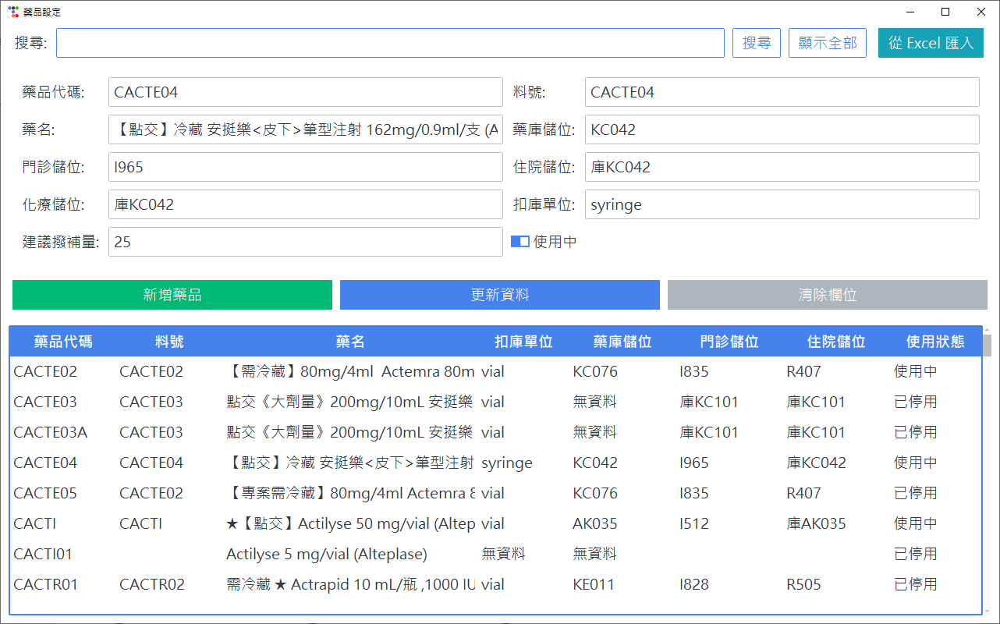 藥品設定
搜尋: 搜尋 顯示全部 從 Excel 匯入
藥品代碼: CACTE04 料號: CACTE04
藥名: 【點交】冷藏 安挺樂<皮下>筆型注射 162mg/0.9ml/支 (A 藥庫儲位: KC042
門診儲位: I965 住院儲位: 庫KC042
化療儲位: 庫KC042 扣庫單位: syringe
建議撥補量: 25 使用中
新增藥品 更新資料 清除欄位
藥品代碼 料號 藥名 扣庫單位 藥庫儲位 門診儲位 住院儲位 使用狀態
CACTE02 CACTE02 【需冷藏】80mg/4ml Actemra 80m vial KC076 I835 R407 使用中
CACTE03 CACTE03 點交《大劑量》200mg/10mL 安挺樂 vial 無資料 庫KC101 庫KC101 已停用
CACTE03A CACTE03 點交《大劑量》200mg/10mL 安挺樂 vial 無資料 庫KC101 庫KC101 已停用
CACTE04 CACTE04 【點交】冷藏 安挺樂<皮下>筆型注射 syringe KC042 I965 庫KC042 使用中
CACTE05 CACTE02 【專案需冷藏】80mg/4ml Actemra 8 vial KC076 I835 R407 已停用
CACTI CACTI ★【點交】Actilyse 50 mg/vial (Altep vial AK035 I512 庫AK035 使用中
CACTI01 Actilyse 5 mg/vial (Alteplase) 無資料 無資料 已停用
CACTR01 CACTR02 需冷藏 ★ Actrapid 10 mL/瓶 ,1000 IU vial KE011 I828 R505 已停用